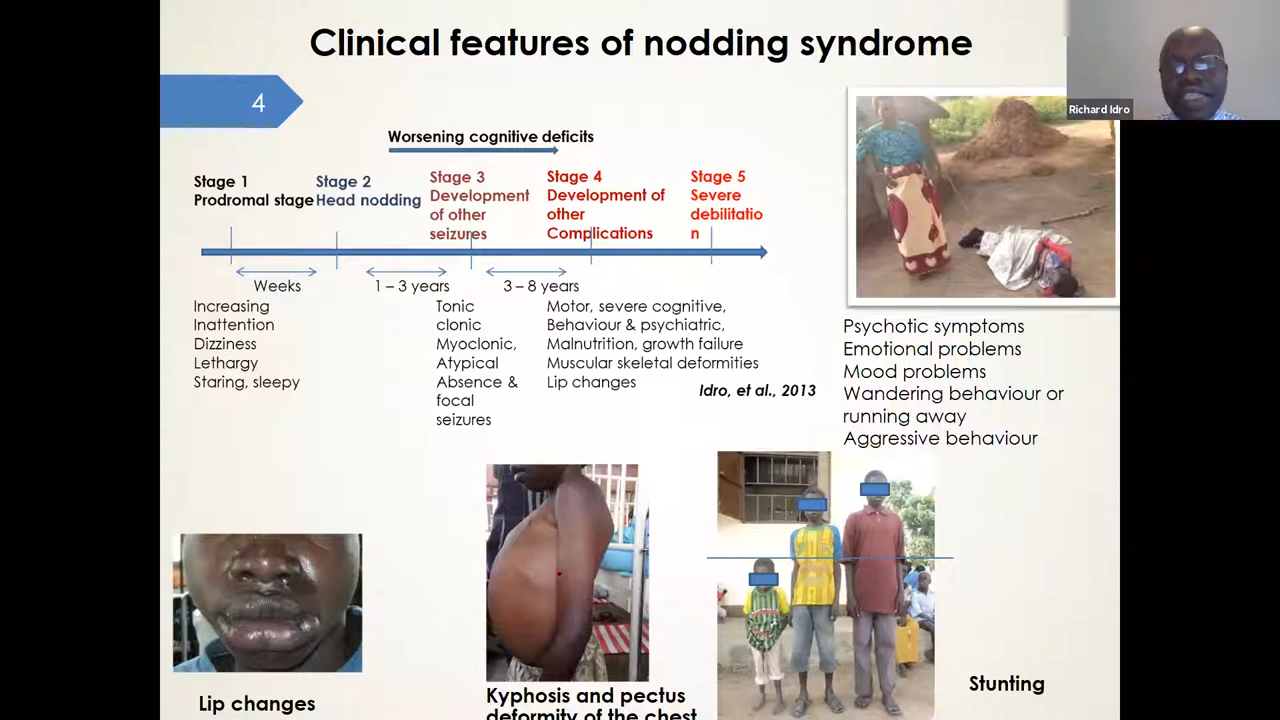 Clinical features of nodding syndrome
4
Richard Idro
Worsening cognitive deficits
Stage 1
Prodromal stage
Stage 2
Head nodding
Stage 3
Development
of other
seizures
Stage 4
Development of
other
Complications
Stage 5
Severe
debilitatio
n
Weeks
1 – 3 years
3 – 8 years
Increasing
Inattention
Dizziness
Lethargy
Staring, sleepy
Tonic
clonic
Myoclonic,
Atypical
Absence &
focal
seizures
Motor, severe cognitive,
Behaviour & psychiatric,
Malnutrition, growth failure
Muscular skeletal deformities
Lip changes
Idro, et al., 2013
Psychotic symptoms
Emotional problems
Mood problems
Wandering behaviour or
running away
Aggressive behaviour
Lip changes
Kyphosis and pectus
deformity of the chest
Stunting